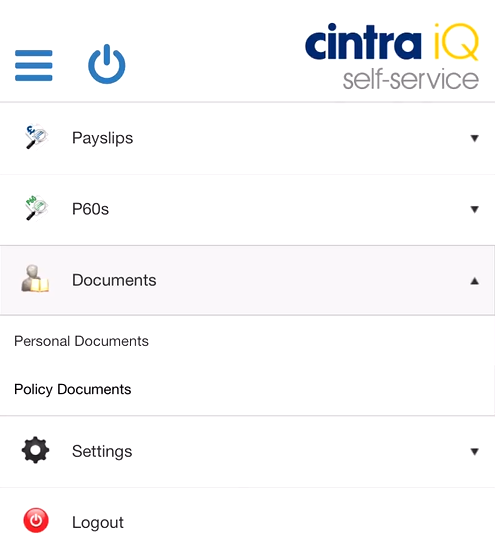 cintra iQ
self-service
Payslips
P60s
Documents
Personal Documents
Policy Documents
Settings
Logout